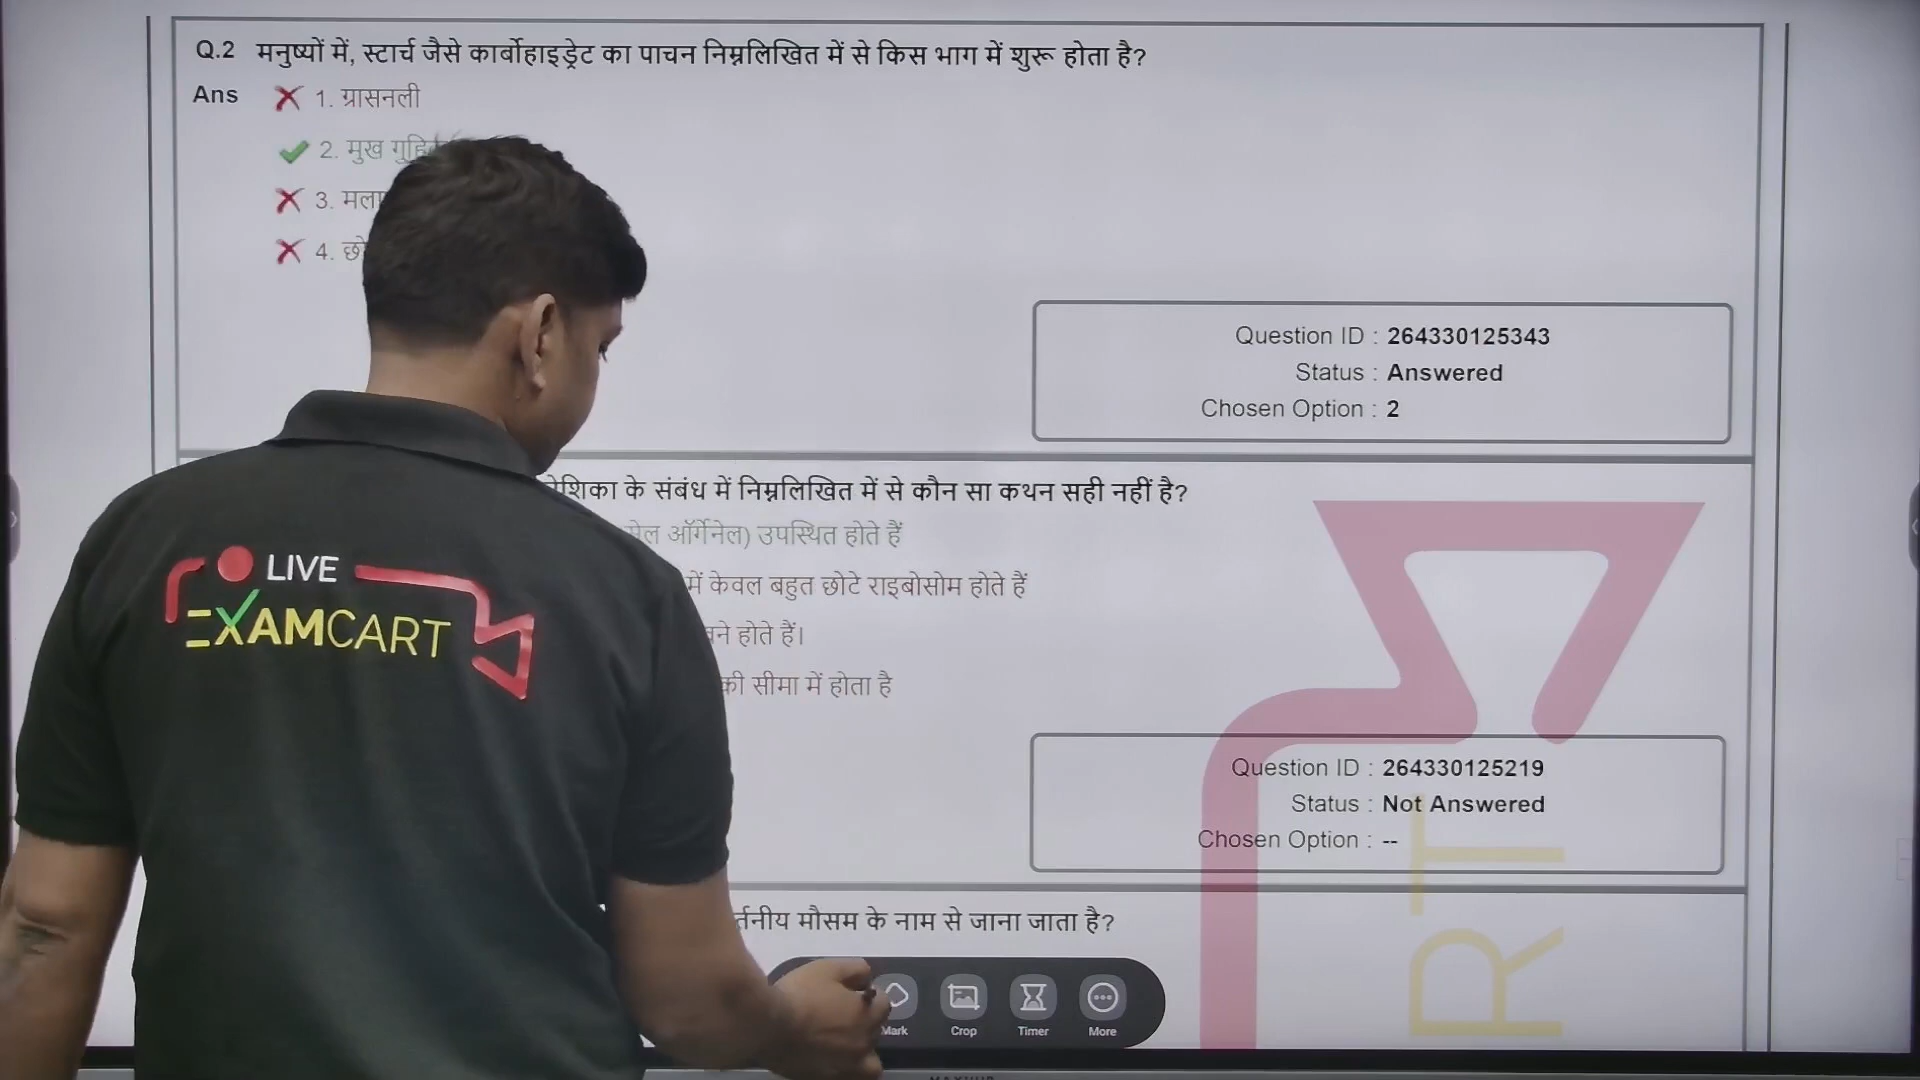 Q.2 मनुष्यों में, स्टार्च जैसे कार्बोहाइड्रेट का पाचन निम्नलिखित में से किस भाग में शुरू होता है?
Ans 1. ग्रासनली
2. मुख
3.
4.
Question ID : 264330125343
Status : Answered
Chosen Option : 2
के संबंध में निम्नलिखित में से कौन सा कथन सही नहीं है?
ऑर्गेनेल) उपस्थित होते हैं
में केवल बहुत छोटे राइबोसोम होते हैं
होते हैं।
की सीमा में होता है
Question ID : 264330125219
Status : Not Answered
Chosen Option : --
मौसम के नाम से जाना जाता है?
Mark Crop Timer More
LIVE
EXAMCART
RT